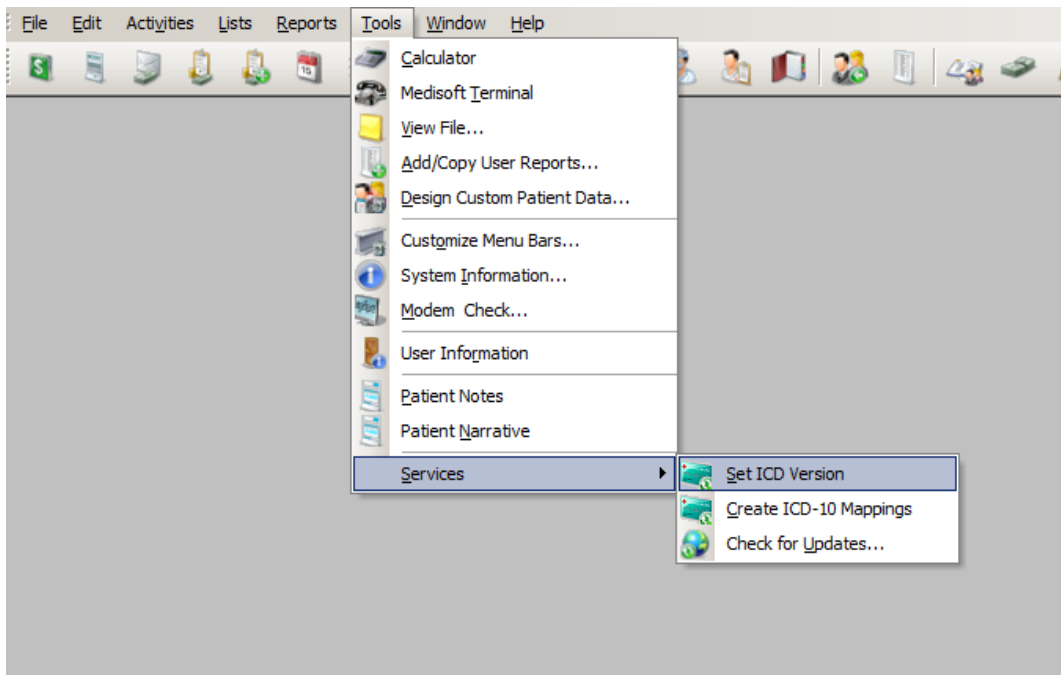 File Edit Activities Lists Reports Tools Window Help
$
15
Calculator
Medisoft Terminal
View File...
Add/Copy User Reports...
Design Custom Patient Data...
Customize Menu Bars...
System Information...
Modem Check...
User Information
Patient Notes
Patient Narrative
Services
Set ICD Version
Create ICD-10 Mappings
Check for Updates...